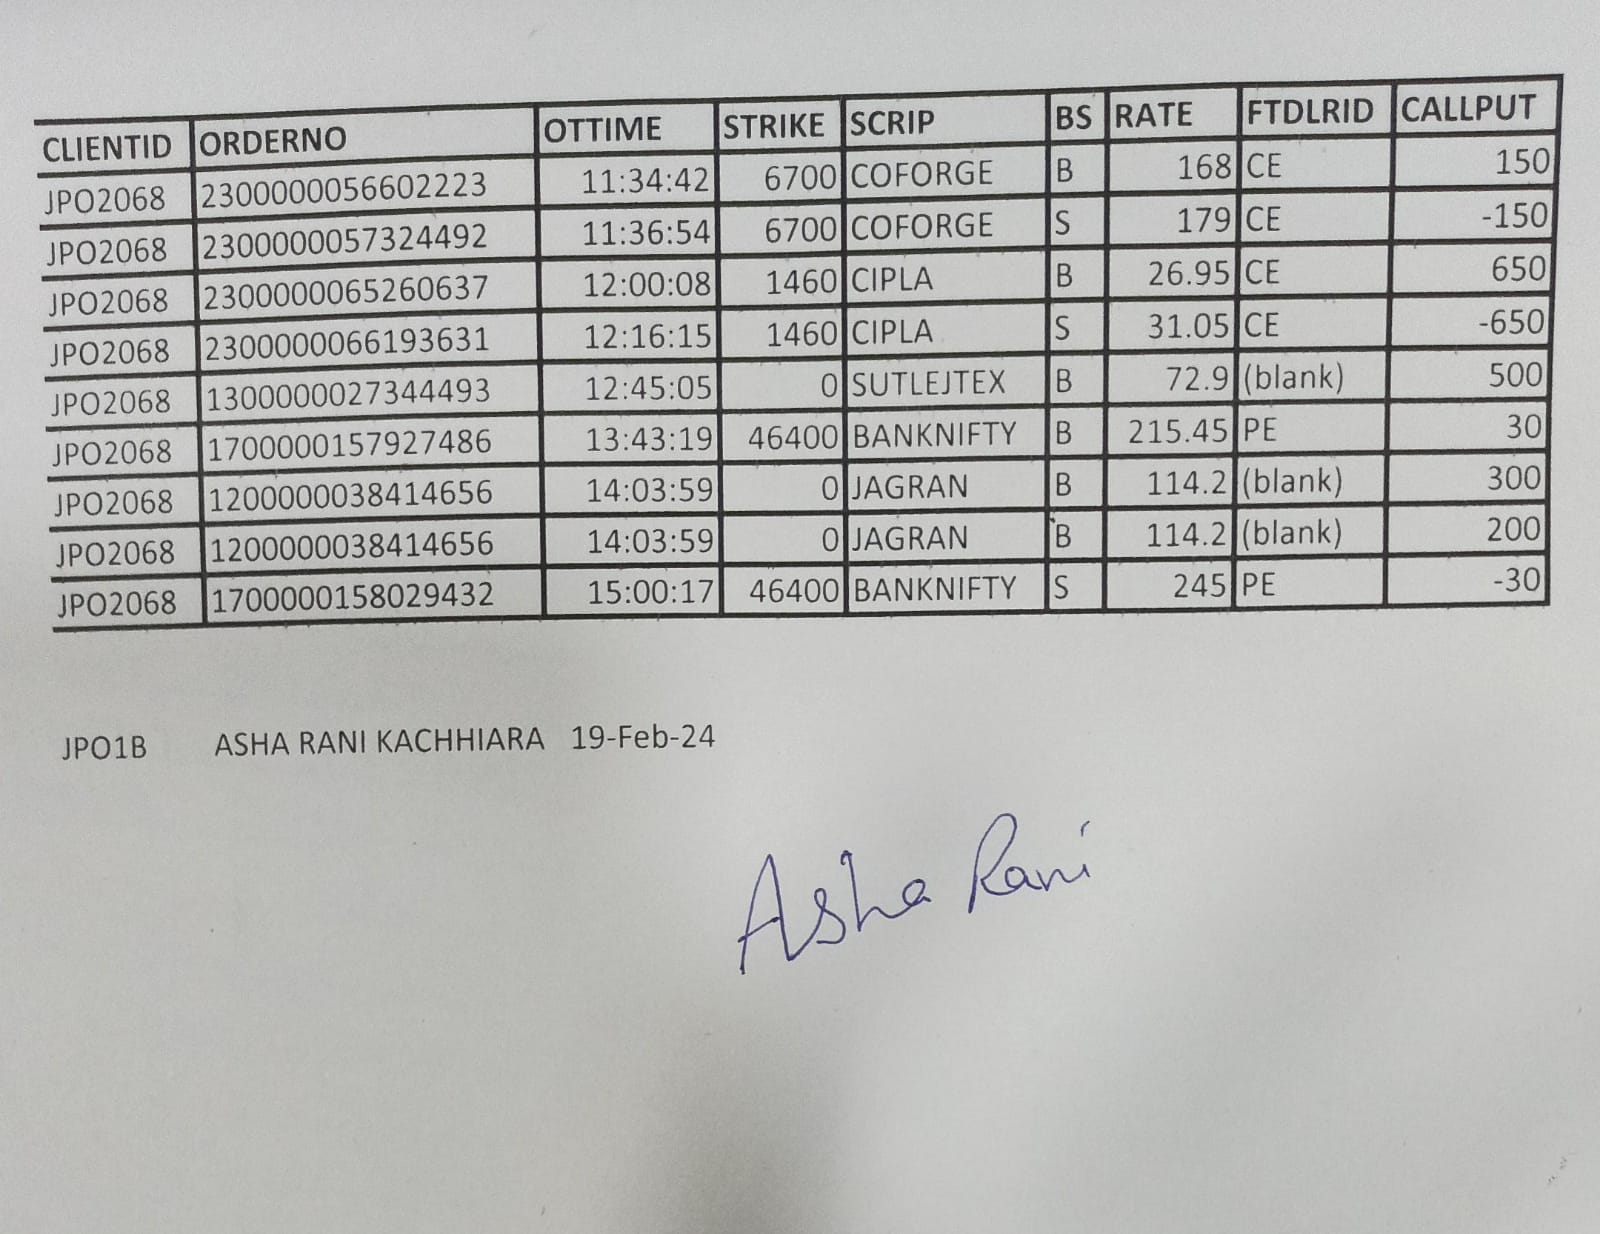 CLIENTID ORDERNO OTTIME STRIKE SCRIP BS RATE FTDLRID CALLPUT
JPO2068 2300000056602223 11:34:42 6700 COFORGE B 168 CE 150
JPO2068 2300000057324492 11:36:54 6700 COFORGE S 179 CE -150
JPO2068 2300000065260637 12:00:08 1460 CIPLA B 26.95 CE 650
JPO2068 2300000066193631 12:16:15 1460 CIPLA S 31.05 CE -650
JPO2068 1300000027344493 12:45:05 0 SUTLEJTEX B 72.9 (blank) 500
JPO2068 1700000157927486 13:43:19 46400 BANKNIFTY B 215.45 PE 30
JPO2068 1200000038414656 14:03:59 0 JAGRAN B 114.2 (blank) 300
JPO2068 1200000038414656 14:03:59 0 JAGRAN B 114.2 (blank) 200
JPO2068 1700000158029432 15:00:17 46400 BANKNIFTY S 245 PE -30
JPO1B ASHA RANI KACHHIARA 19-Feb-24
Asha Rani